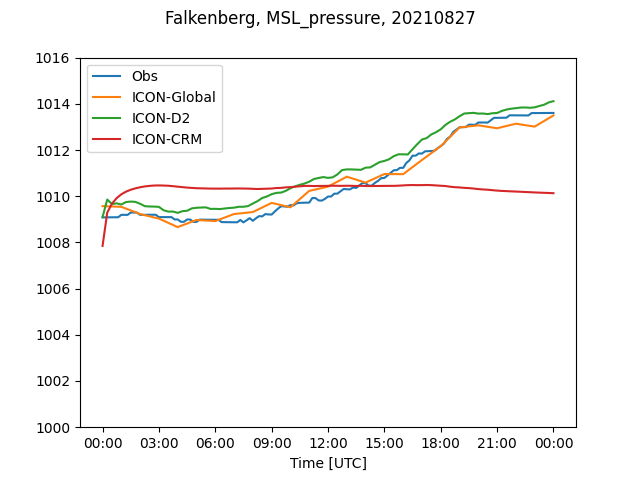 Falkenberg, MSL_pressure, 20210827
1016
1014
1012
1010
1008
1006
1004
1002
1000
Obs
ICON-Global
ICON-D2
ICON-CRM
00:00 03:00 06:00 09:00 12:00 15:00 18:00 21:00 00:00
Time [UTC]